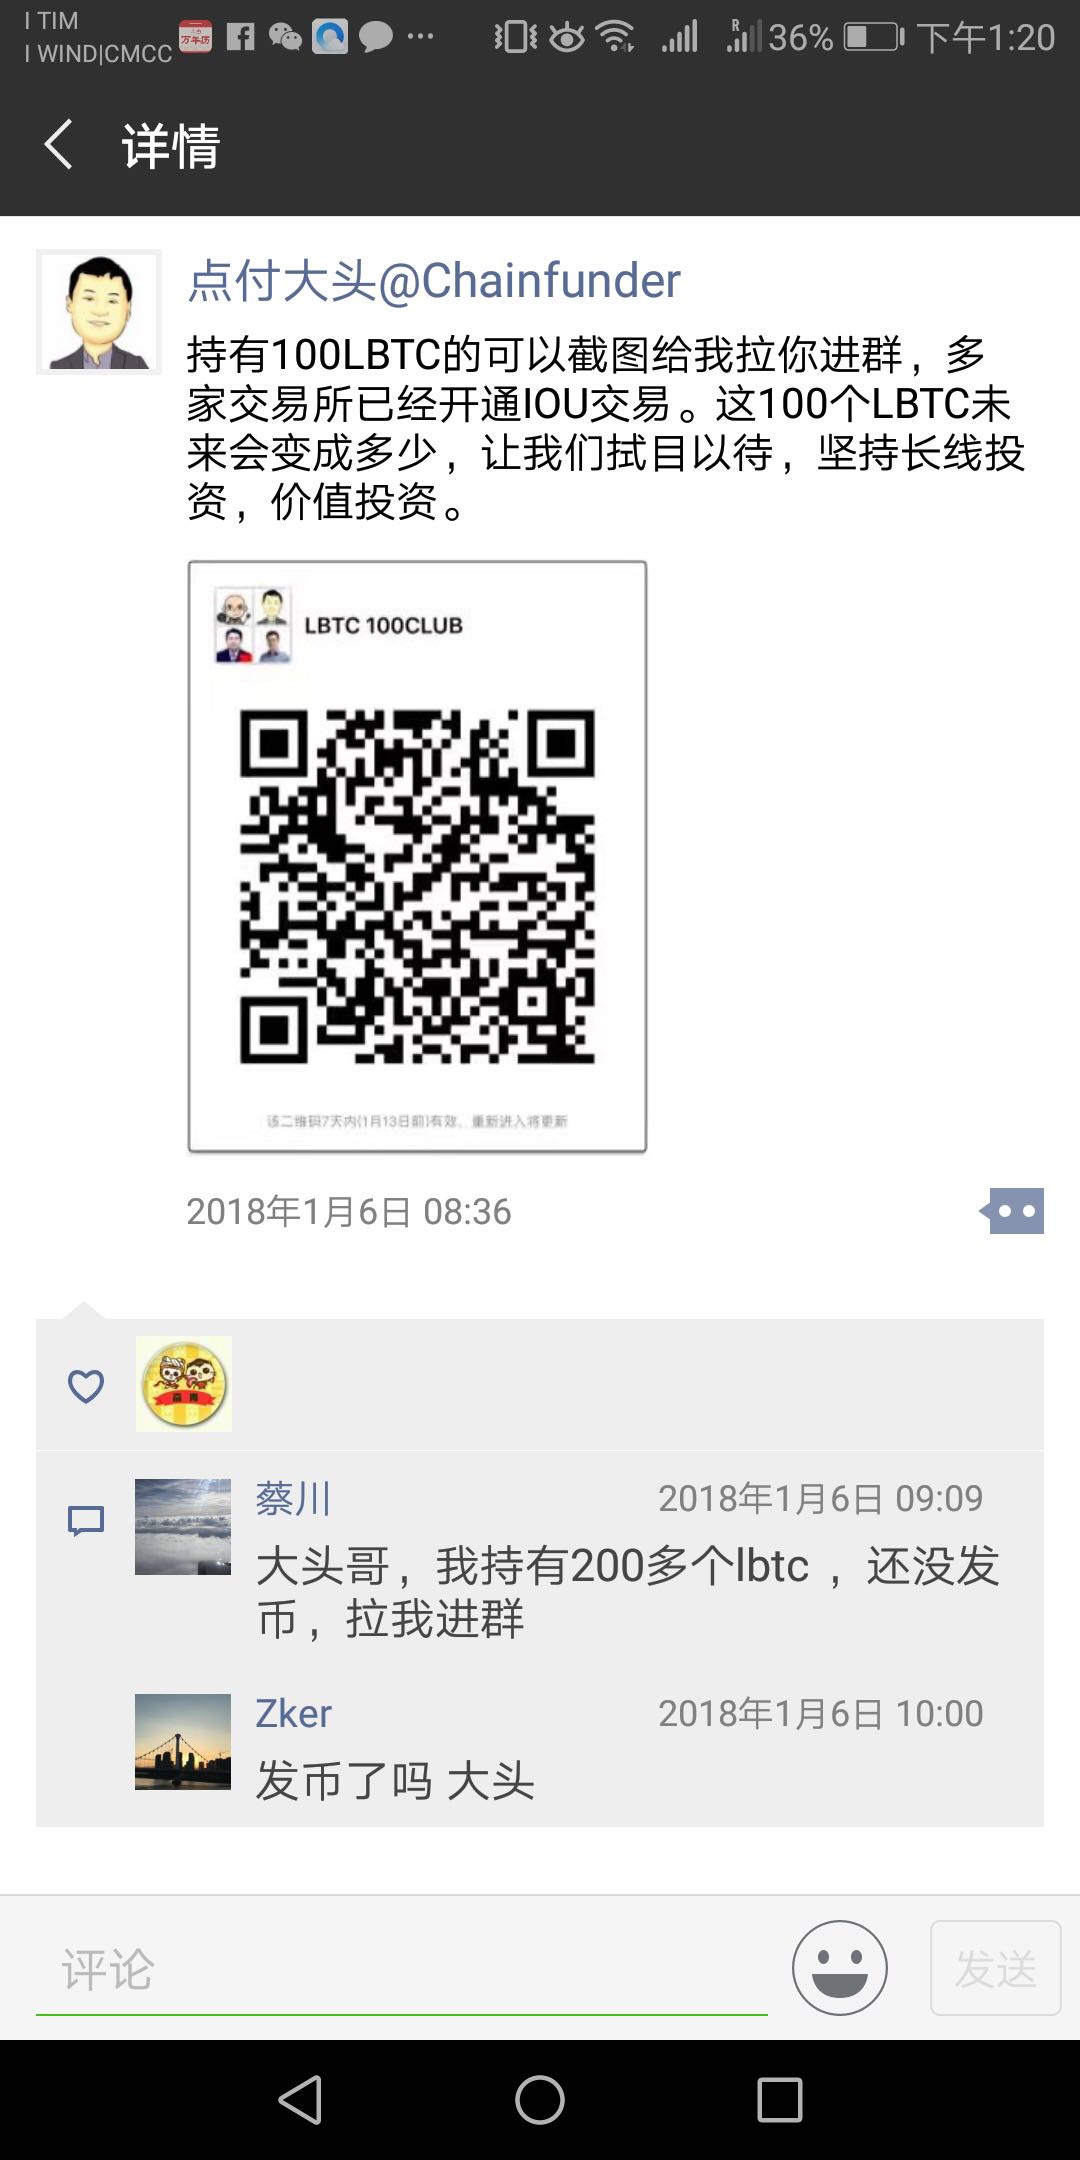 I TIM
I WIND|CMCC
万年历
R
36%
下午1:20
详情
点付大头@Chainfunder
持有100LBTC的可以截图给我拉你进群，多
家交易所已经开通IOU交易。这100个LBTC未
来会变成多少，让我们拭目以待，坚持长线投
资，价值投资。
LBTC 100CLUB
该二维码7天内(1月13日前)有效，重新进入将更新
2018年1月6日 08:36
蔡川
2018年1月6日 09:09
大头哥，我持有200多个lbtc ，还没发
币，拉我进群
Zker
2018年1月6日 10:00
发币了吗 大头
评论
发送